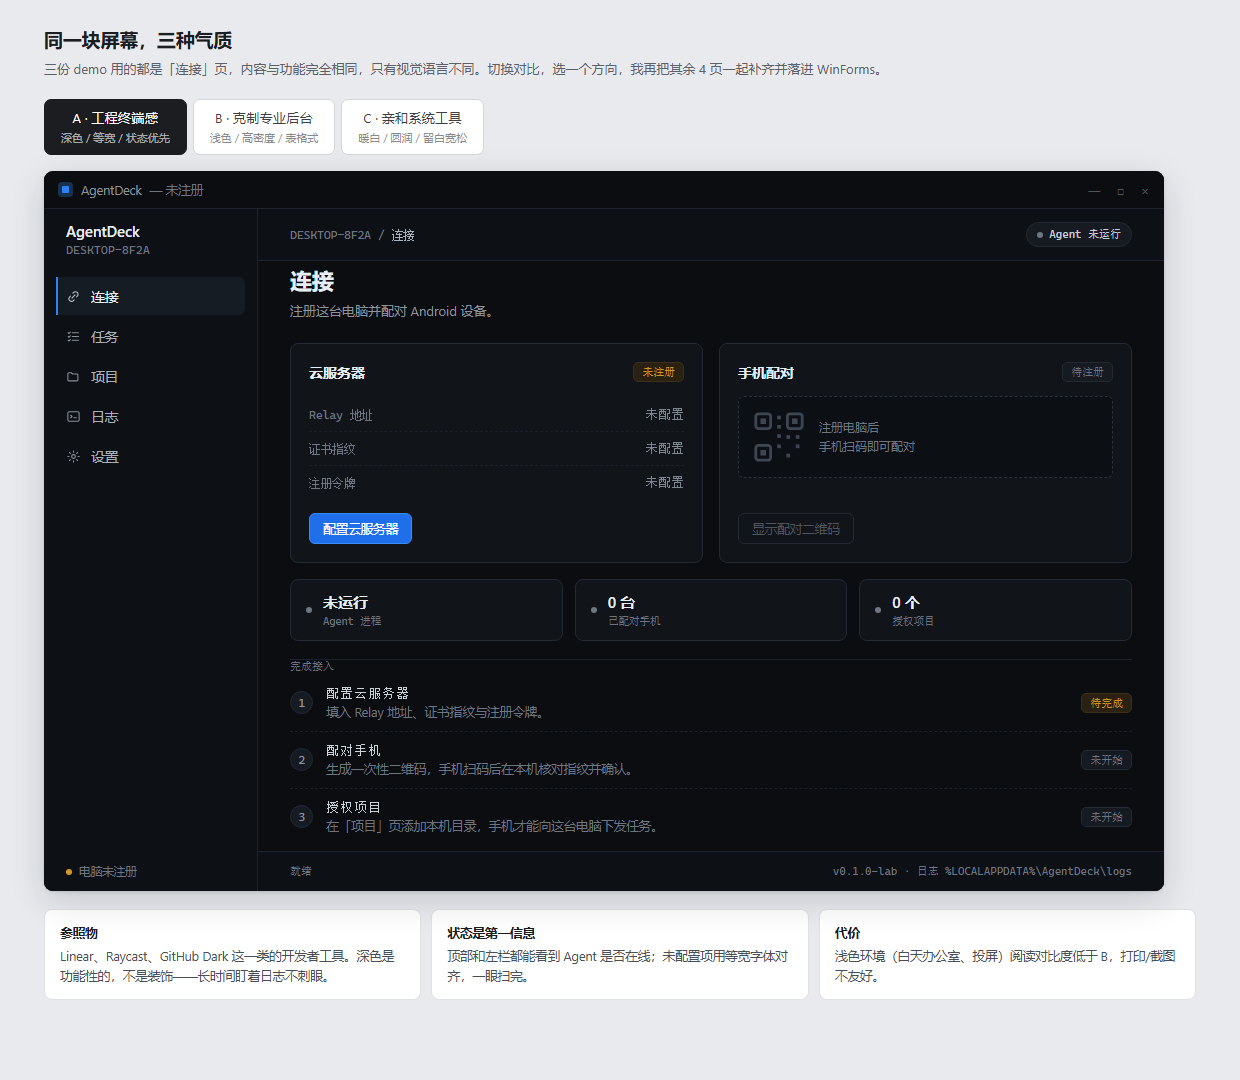 同一块屏幕，三种气质
三份 demo 用的都是「连接」页，内容与功能完全相同，只有视觉语言不同。切换对比，选一个方向，我再把其余 4 页一起补齐并落进 WinForms。
A · 工程终端感
深色 / 等宽 / 状态优先
B · 克制专业后台
浅色 / 高密度 / 表格式
C · 亲和系统工具
暖白 / 圆润 / 留白宽松
AgentDeck — 未注册
AgentDeck
DESKTOP-8F2A
连接
任务
项目
日志
设置
电脑未注册
DESKTOP-8F2A / 连接
Agent 未运行
连接
注册这台电脑并配对 Android 设备。
云服务器
未注册
Relay 地址
未配置
证书指纹
未配置
注册令牌
未配置
配置云服务器
手机配对
待注册
注册电脑后
手机扫码即可配对
显示配对二维码
未运行
Agent 进程
0 台
已配对手机
0 个
授权项目
完成接入
1
配置云服务器
填入 Relay 地址、证书指纹与注册令牌。
待完成
2
配对手机
生成一次性二维码，手机扫码后在本机核对指纹并确认。
未开始
3
授权项目
在「项目」页添加本机目录，手机才能向这台电脑下发任务。
未开始
就绪
v0.1.0-lab · 日志 %LOCALAPPDATA%\AgentDeck\logs
参照物
Linear、Raycast、GitHub Dark 这一类的开发者工具。深色是
功能性的，不是装饰——长时间盯着日志不刺眼。
状态是第一信息
顶部和左栏都能看到 Agent 是否在线；未配置项用等宽字体对
齐，一眼扫完。
代价
浅色环境（白天办公室、投屏）阅读对比度低于 B，打印/截图
不友好。